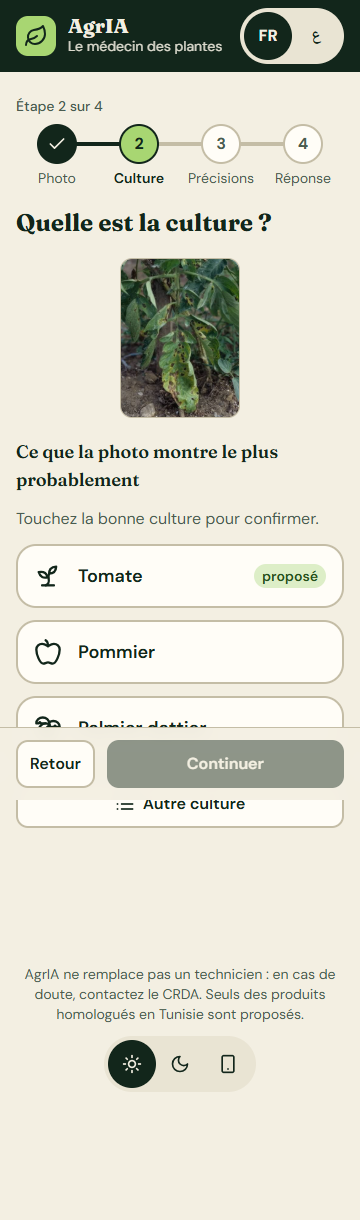 AgrIA
Le médecin des plantes
FR
ع
Étape 2 sur 4
2
3
4
Photo
Culture
Précisions
Réponse
Quelle est la culture ?
Ce que la photo montre le plus
probablement
Touchez la bonne culture pour confirmer.
Tomate
proposé
Pommier
Palmier dattier
Retour
Continuer
Autre culture
AgrIA ne remplace pas un technicien : en cas de
doute, contactez le CRDA. Seuls des produits
homologués en Tunisie sont proposés.